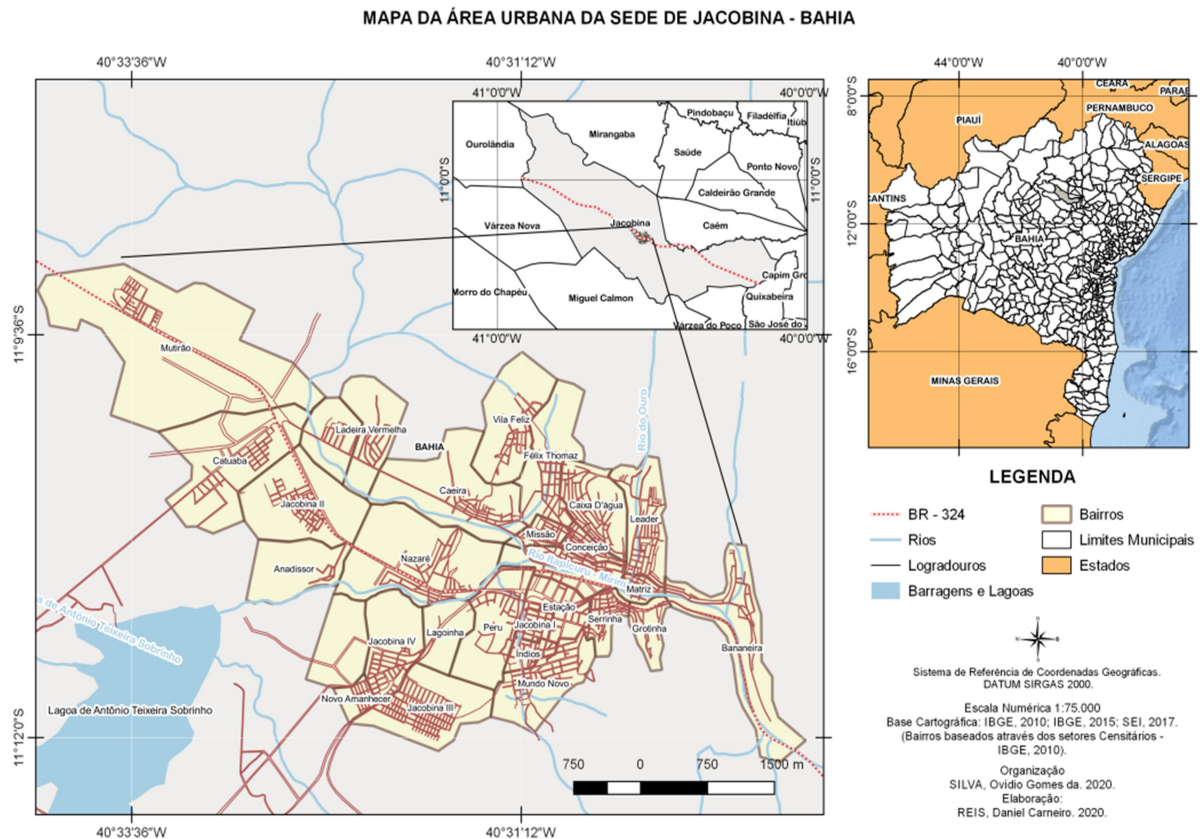 MAPA DA ÁREA URBANA DA SEDE DE JACOBINA - BAHIA
40°33'36"W
40°31'12"W
11°9'36"S
11°12'0"S
40°33'36"W
40°31'12"W
41°0'0"W
40°0'0"W
11°0'0"S
11°0'0"S
41°0'0"W
40°0'0"W
Pindobaçu
Filadélfia
Mirangaba
Ourolândia
Saúde
Ponto Novo
Caldeirão Grande
Várzea Nova
Jacobina
Caém
Morro do Chapéu
Miguel Calmon
Quixabeira
Várzea do Poço
Mutirão
Ladeira Vermelha
BAHIA
Vila Feliz
Rio do Ouro
Catuaba
Félix Thomaz
Caeira
Jacobina II
Caixa D'água
Leader
Missão
Conceição
Nazaré
Rio Itapicuru - Mirim
Anadissor
Matriz
Estação
Serrinha
Grotinha
Lagoinha
Peru
Jacobina I
Jacobina IV
Índios
Bananeira
Mundo Novo
Novo Amanhecer
Jacobina III
a de Antônio Teixeira Sobrinho
Lagoa de Antônio Teixeira Sobrinho
750 0 750 1500 m
44°0'0"W
40°0'0"W
8°0'0"S
12°0'0"S
16°0'0"S
CEARA
PERNAMBUCO
PIAUÍ
ALAGOAS
SERGIPE
CANTINS
BAHIA
MINAS GERAIS
LEGENDA
BR - 324
Rios
Logradouros
Barragens e Lagoas
Bairros
Limites Municipais
Estados
Sistema de Referência de Coordenadas Geográficas.
DATUM SIRGAS 2000.
Escala Numérica 1:75.000
Base Cartográfica: IBGE, 2010; IBGE, 2015; SEI, 2017.
(Bairros baseados através dos setores Censitários -
IBGE, 2010).
Organização
SILVA, Ovídio Gomes da. 2020.
Elaboração:
REIS, Daniel Carneiro. 2020.